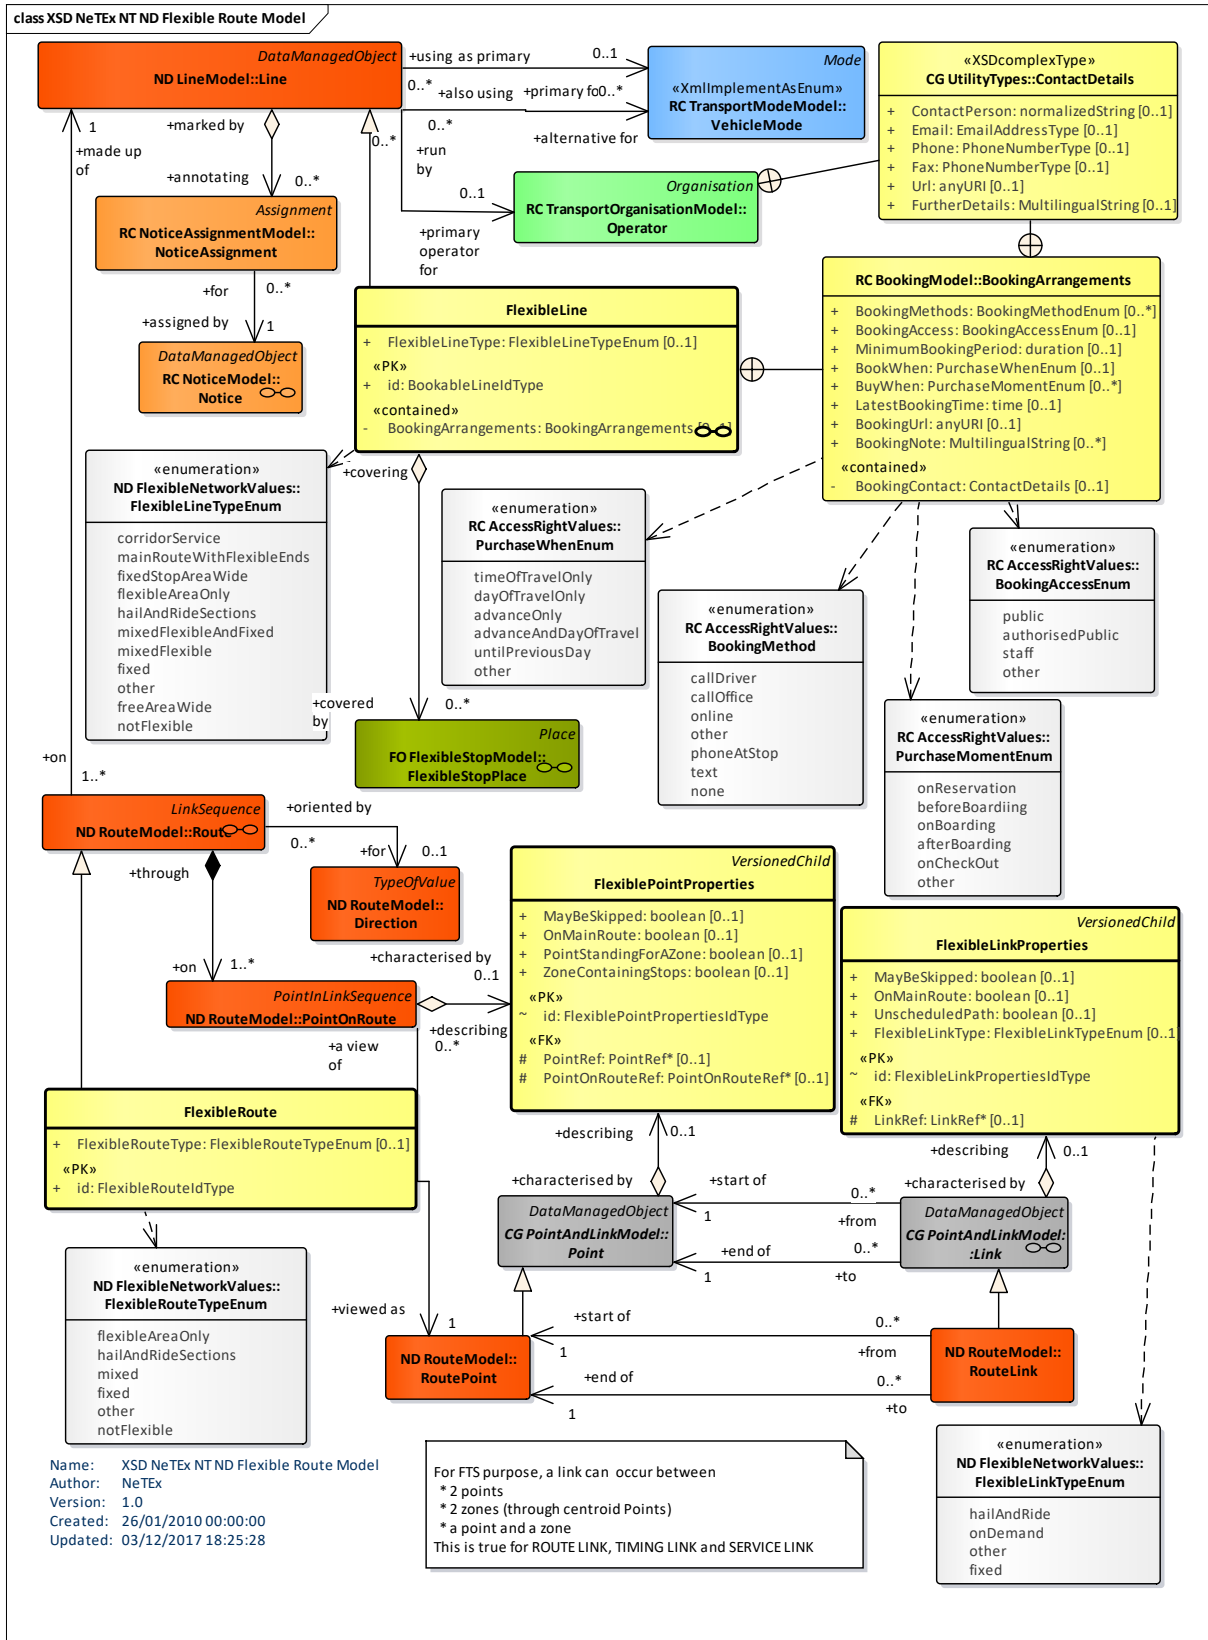 class XSD NeTEx NT ND Flexible Route Model
DataManagedObject
ND LineModel::Line
+using as primary
0..1
0..*
+also using
+primary for
0..*
+alternative for
Mode
«XmlImplementAsEnum»
RC TransportModeModel::
VehicleMode
«XSDcomplexType»
CG UtilityTypes::ContactDetails
+ ContactPerson: normalizedString [0..1]
+ Email: EmailAddressType [0..1]
+ Phone: PhoneNumberType [0..1]
+ Fax: PhoneNumberType [0..1]
+ Url: anyURI [0..1]
+ FurtherDetails: MultilingualString [0..1]
1
+made up
of
+marked by
+annotating
0..*
0..*
0..*
+run
by
0..1
+primary
operator
for
Organisation
RC TransportOrganisationModel::
Operator
Assignment
RC NoticeAssignmentModel::
NoticeAssignment
+for
0..*
+assigned by
1
DataManagedObject
RC NoticeModel::
Notice
FlexibleLine
+ FlexibleLineType: FlexibleLineTypeEnum [0..1]
«PK»
+ id: BookableLineIdType
«contained»
- BookingArrangements: BookingArrangements [0..1]
RC BookingModel::BookingArrangements
+ BookingMethods: BookingMethodEnum [0..*]
+ BookingAccess: BookingAccessEnum [0..1]
+ MinimumBookingPeriod: duration [0..1]
+ BookWhen: PurchaseWhenEnum [0..1]
+ BuyWhen: PurchaseMomentEnum [0..*]
+ LatestBookingTime: time [0..1]
+ BookingUrl: anyURI [0..1]
+ BookingNote: MultilingualString [0..*]
«contained»
- BookingContact: ContactDetails [0..1]
«enumeration»
ND FlexibleNetworkValues::
FlexibleLineTypeEnum
corridorService
mainRouteWithFlexibleEnds
fixedStopAreaWide
flexibleAreaOnly
hailAndRideSections
mixedFlexibleAndFixed
mixedFlexible
fixed
other
freeAreaWide
notFlexible
+covering
+covered
by
0..*
«enumeration»
RC AccessRightValues::
PurchaseWhenEnum
timeOfTravelOnly
dayOfTravelOnly
advanceOnly
advanceAndDayOfTravel
untilPreviousDay
other
«enumeration»
RC AccessRightValues::
BookingMethod
callDriver
callOffice
online
other
phoneAtStop
text
none
«enumeration»
RC AccessRightValues::
BookingAccessEnum
public
authorisedPublic
staff
other
«enumeration»
RC AccessRightValues::
PurchaseMomentEnum
onReservation
beforeBoardiing
onBoarding
afterBoarding
onCheckOut
other
Place
FO FlexibleStopModel::
FlexibleStopPlace
+on
1..*
LinkSequence
ND RouteModel::Route
+oriented by
0..*
+for
0..1
+through
TypeOfValue
ND RouteModel::
Direction
+on
1..*
PointInLinkSequence
ND RouteModel::PointOnRoute
+characterised by
0..1
+describing
0..*
+a view
of
VersionedChild
FlexiblePointProperties
+ MayBeSkipped: boolean [0..1]
+ OnMainRoute: boolean [0..1]
+ PointStandingForAZone: boolean [0..1]
+ ZoneContainingStops: boolean [0..1]
«PK»
~ id: FlexiblePointPropertiesIdType
«FK»
# PointRef: PointRef* [0..1]
# PointOnRouteRef: PointOnRouteRef* [0..1]
VersionedChild
FlexibleLinkProperties
+ MayBeSkipped: boolean [0..1]
+ OnMainRoute: boolean [0..1]
+ UnscheduledPath: boolean [0..1]
+ FlexibleLinkType: FlexibleLinkTypeEnum [0..1]
«PK»
~ id: FlexibleLinkPropertiesIdType
«FK»
# LinkRef: LinkRef* [0..1]
FlexibleRoute
+ FlexibleRouteType: FlexibleRouteTypeEnum [0..1]
«PK»
+ id: FlexibleRouteIdType
+describing
0..1
+characterised by
+describing
0..1
+characterised by
DataManagedObject
CG PointAndLinkModel::
Point
+start of
0..*
1
+from
+end of
0..*
1
+to
DataManagedObject
CG PointAndLinkModel:
:Link
«enumeration»
ND FlexibleNetworkValues::
FlexibleRouteTypeEnum
flexibleAreaOnly
hailAndRideSections
mixed
fixed
other
notFlexible
+viewed as
1
ND RouteModel::
RoutePoint
+start of
0..*
1
+from
+end of
0..*
1
+to
ND RouteModel::
RouteLink
«enumeration»
ND FlexibleNetworkValues::
FlexibleLinkTypeEnum
hailAndRide
onDemand
other
fixed
Name: XSD NeTEx NT ND Flexible Route Model
Author: NeTEx
Version: 1.0
Created: 26/01/2010 00:00:00
Updated: 03/12/2017 18:25:28
For FTS purpose, a link can occur between
* 2 points
* 2 zones (through centroid Points)
* a point and a zone
This is true for ROUTE LINK, TIMING LINK and SERVICE LINK